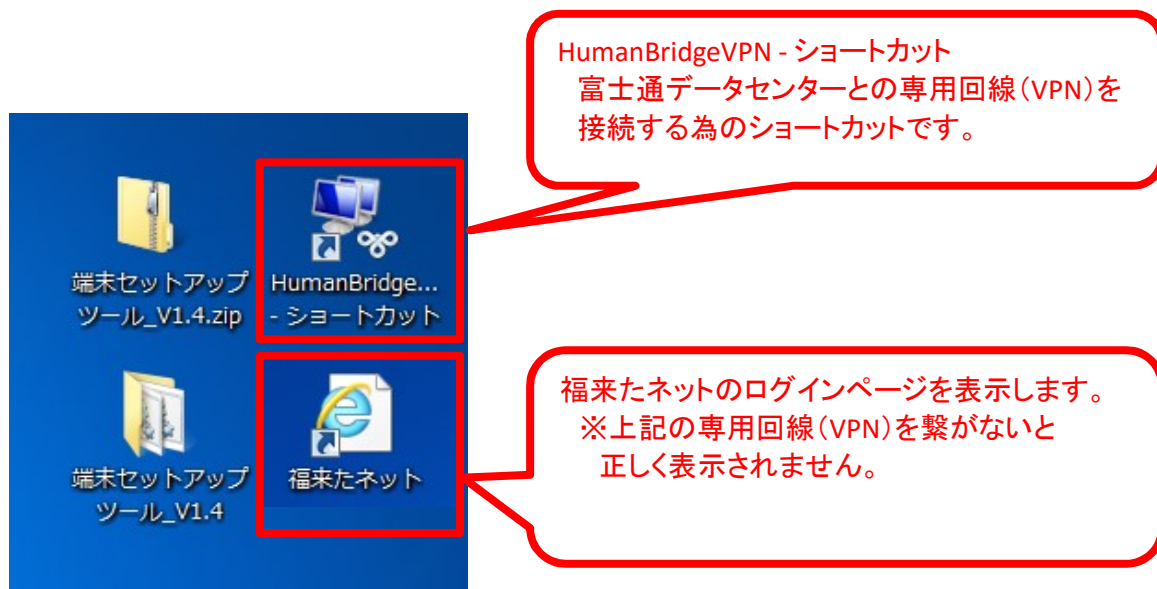 HumanBridgeVPN - ショートカット
富士通データセンターとの専用回線（VPN）を
接続する為のショートカットです。
端末セットアップ
ツール_V1.4.zip
HumanBridge...
- ショートカット
福来たネットのログインページを表示します。
※上記の専用回線（VPN）を繋がないと
正しく表示されません。
端末セットアップ
ツール_V1.4
福来たネット